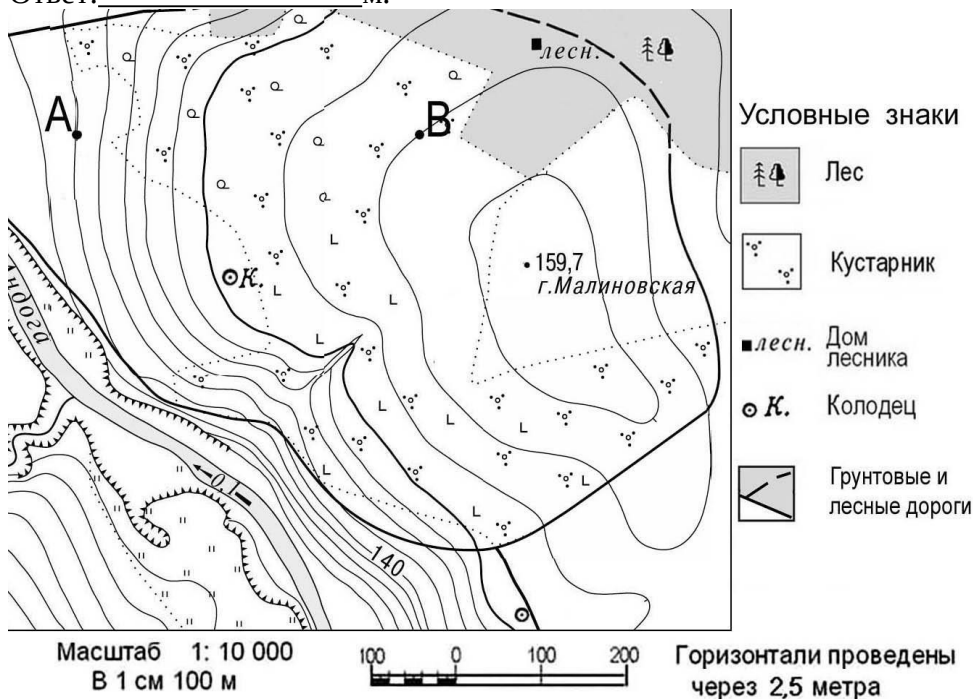 Ответ: м.
А
В
лесн.
К.
159,7
г.Малиновская
0,1
140
Условные знаки
Лес
Кустарник
лесн. Дом
лесника
К. Колодец
Грунтовые и
лесные дороги
Масштаб 1: 10 000
В 1 см 100 м
100 0 100 200
Горизонтали проведены
через 2,5 метра